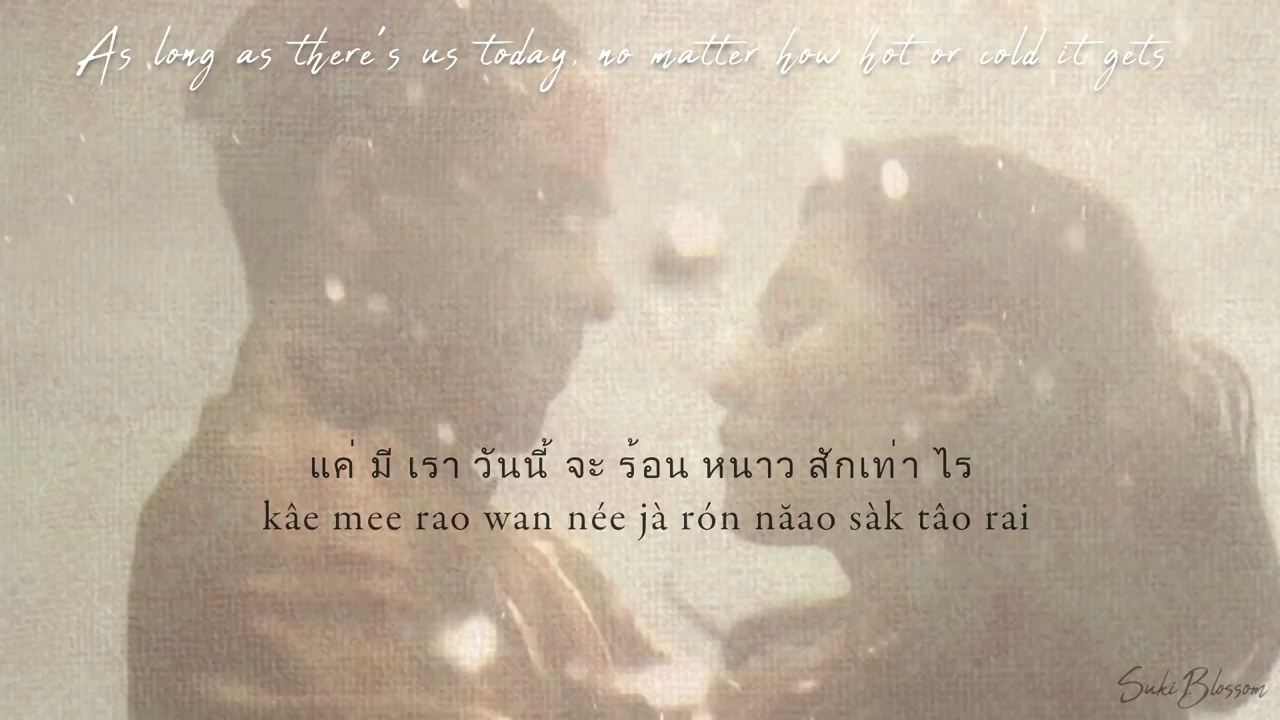 As long as there's us today, no matter how hot or cold it gets
แค่ มี เรา วันนี้ จะ ร้อน หนาว สักเท่า ไร
kâe mee rao wan née jà rón năao sàk tâo rai
Suki Blossom